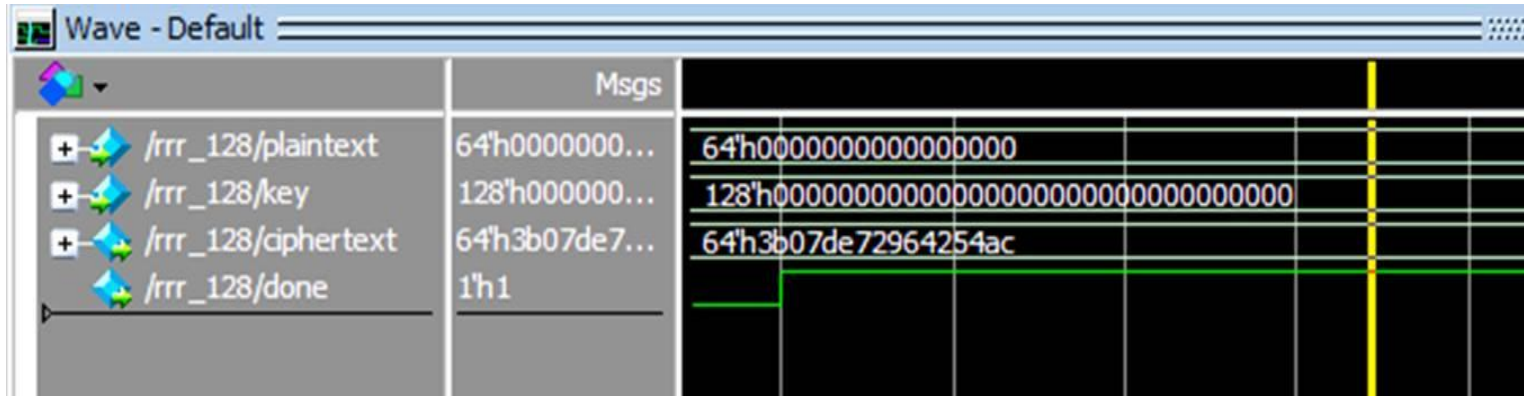 Wave - Default
Msgs
/rrr_128/plaintext 64'h0000000... 64'h0000000000000000
/rrr_128/key 128'h000000... 128'h00000000000000000000000000000000
/rrr_128/ciphertext 64'h3b07de7... 64'h3b07de72964254ac
/rrr_128/done 1'h1